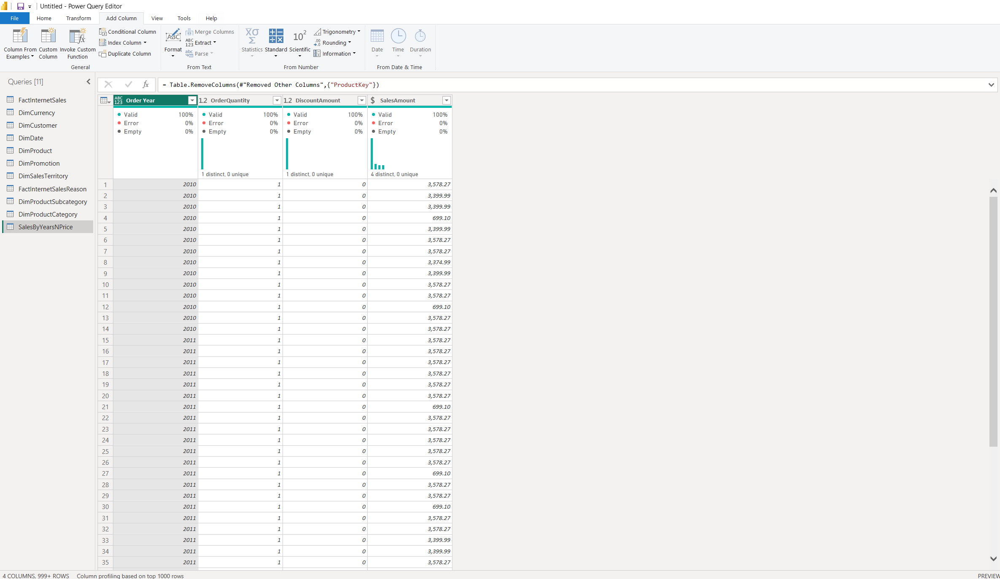 Untitled - Power Query Editor
File Home Transform Add Column View Tools Help
Column From Examples
Custom Column
Invoke Custom Function
Conditional Column
Index Column
Duplicate Column
General
ABC
Format
Merge Columns
ABC 123 Extract
abc Parse
From Text
Statistics
Standard
10² Scientific
Trigonometry
.00 .0 Rounding
Information
From Number
Date
Time
Duration
From Date & Time
Queries [11]
FactInternetSales
DimCurrency
DimCustomer
DimDate
DimProduct
DimPromotion
DimSalesTerritory
FactInternetSalesReason
DimProductSubcategory
DimProductCategory
SalesByYearsNPrice
fx = Table.RemoveColumns(#"Removed Other Columns",{"ProductKey"})
ABC 123 Order Year 1.2 OrderQuantity 1.2 DiscountAmount $ SalesAmount
Valid 100% Valid 100% Valid 100% Valid 100%
Error 0% Error 0% Error 0% Error 0%
Empty 0% Empty 0% Empty 0% Empty 0%
1 distinct, 0 unique 1 distinct, 0 unique 4 distinct, 0 unique
1 2010 1 0 3,578.27
2 2010 1 0 3,399.99
3 2010 1 0 3,399.99
4 2010 1 0 699.10
5 2010 1 0 3,399.99
6 2010 1 0 3,578.27
7 2010 1 0 3,578.27
8 2010 1 0 3,374.99
9 2010 1 0 3,399.99
10 2010 1 0 3,578.27
11 2010 1 0 3,578.27
12 2010 1 0 699.10
13 2010 1 0 3,578.27
14 2010 1 0 3,578.27
15 2011 1 0 3,578.27
16 2011 1 0 3,578.27
17 2011 1 0 3,578.27
18 2011 1 0 3,578.27
19 2011 1 0 3,578.27
20 2011 1 0 3,578.27
21 2011 1 0 699.10
22 2011 1 0 3,578.27
23 2011 1 0 3,578.27
24 2011 1 0 3,578.27
25 2011 1 0 3,578.27
26 2011 1 0 3,578.27
27 2011 1 0 699.10
28 2011 1 0 3,578.27
29 2011 1 0 3,578.27
30 2011 1 0 699.10
31 2011 1 0 3,578.27
32 2011 1 0 3,578.27
33 2011 1 0 3,399.99
34 2011 1 0 3,399.99
35 2011 1 0 3,578.27
4 COLUMNS, 999+ ROWS Column profiling based on top 1000 rows PREVIEW